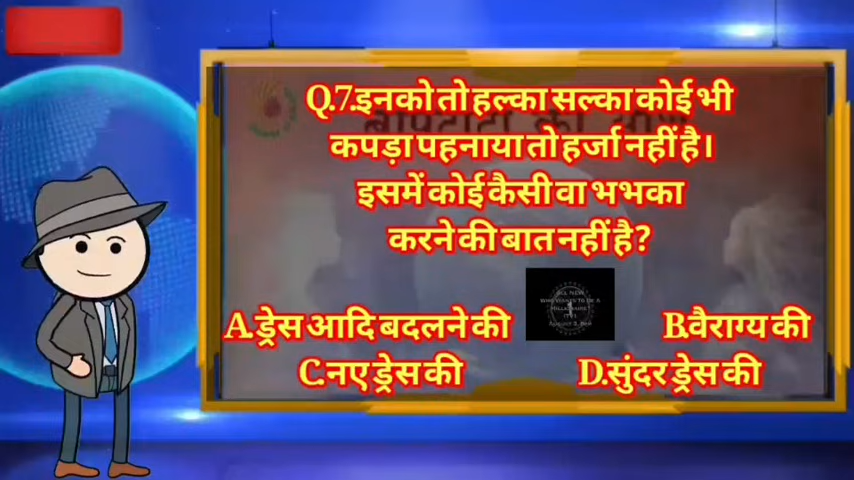 Q.7.इनको तो हल्का सल्का कोई भी
कपड़ा पहनाया तो हर्जा नहीं है।
इसमें कोई कैसी वा भभका
करने की बात नहीं है?
A.ड्रेस आदि बदलने की
B.वैराग्य की
C.नए ड्रेस की
D.सुंदर ड्रेस की